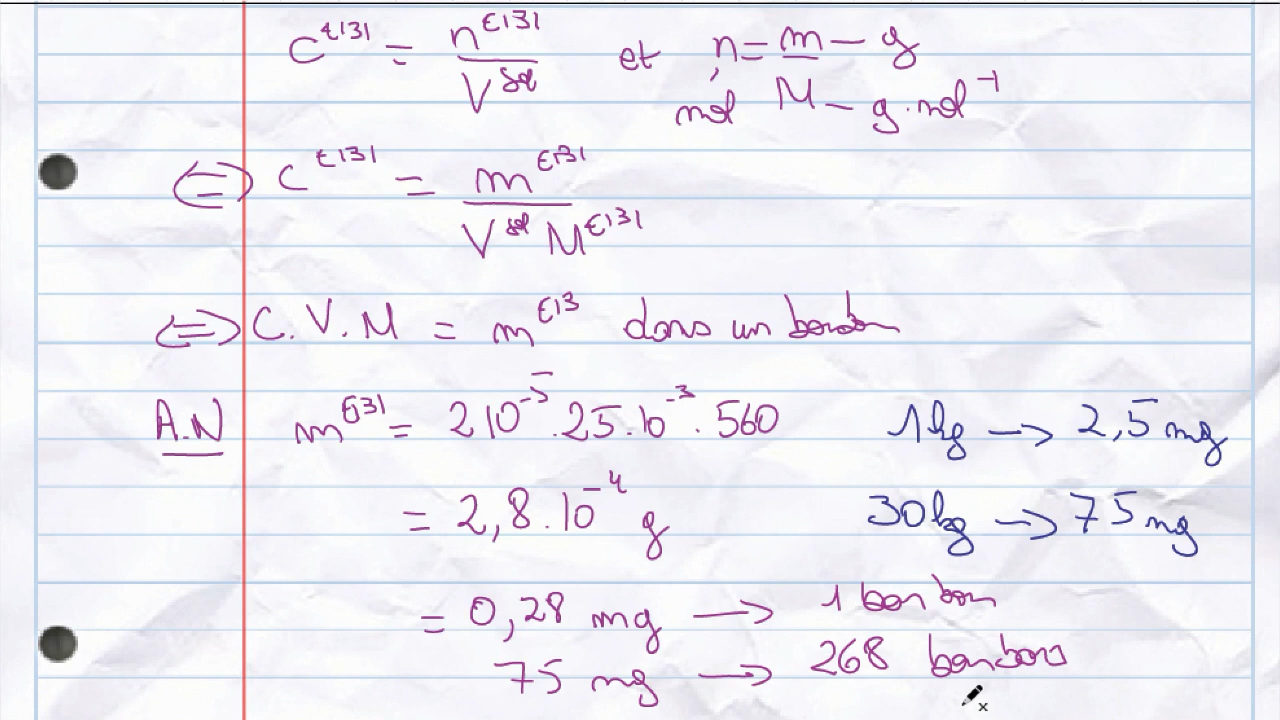 C^E131 = n^E131 / V^sol et n = m — g
mol M — g.mol^-1
⇔ C^E131 = m^E131 / V^sol M^E131
⇔ C.V.M = m^E13 dans un bonbon
A.N m^E131 = 2 10^-5 . 25.10^-3 . 560 1kg → 2,5 mg
= 2,8.10^-4 g 30kg → 75 mg
= 0,28 mg → 1 bonbon
75 mg → 268 bonbons